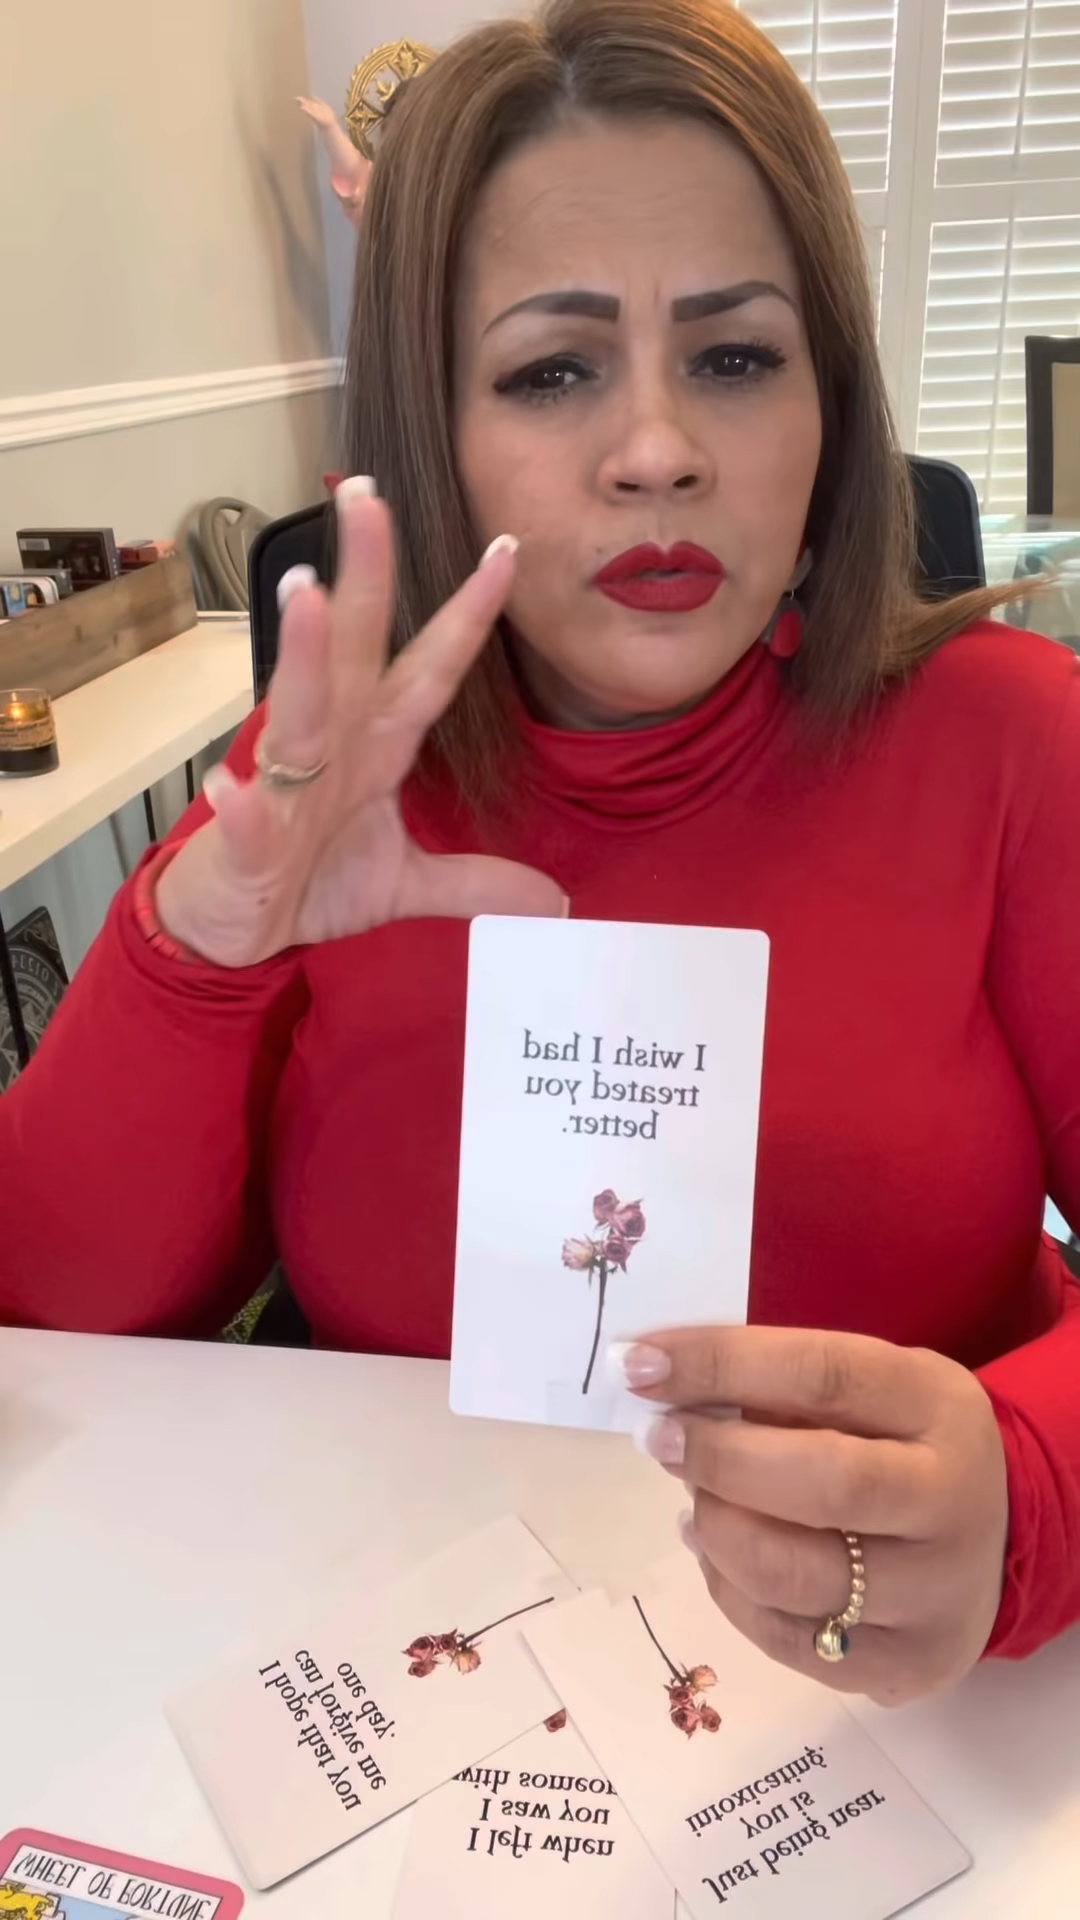 I wish I had
treated you
better.
I hope that you
can forgive me
one day.
I left when
I saw you
with someon
Just being near
you is
intoxicating.
WHEEL OF FORTUNE